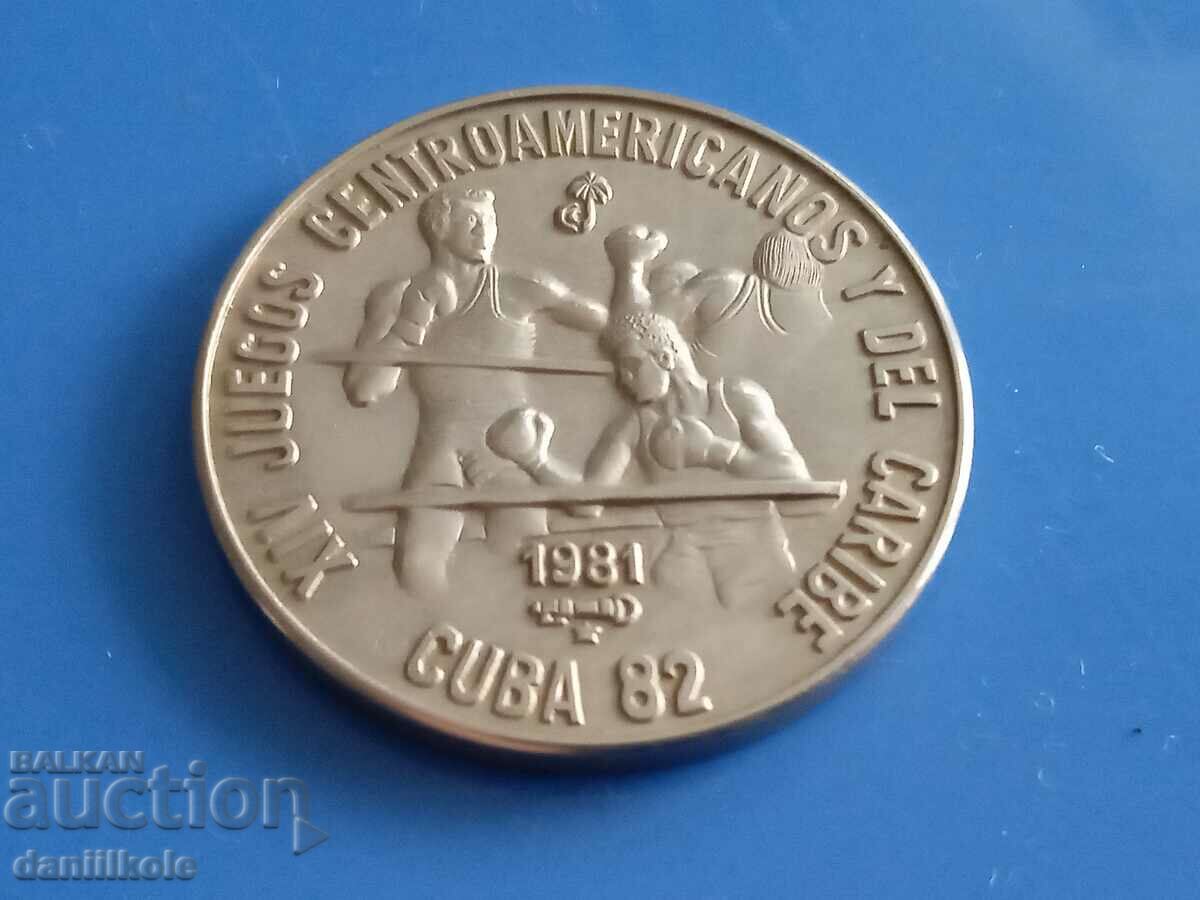 XIV JUEGOS CENTROAMERICANOS Y DEL CARIBE
1981
CUBA 82
BALKAN
auction
daniilkole